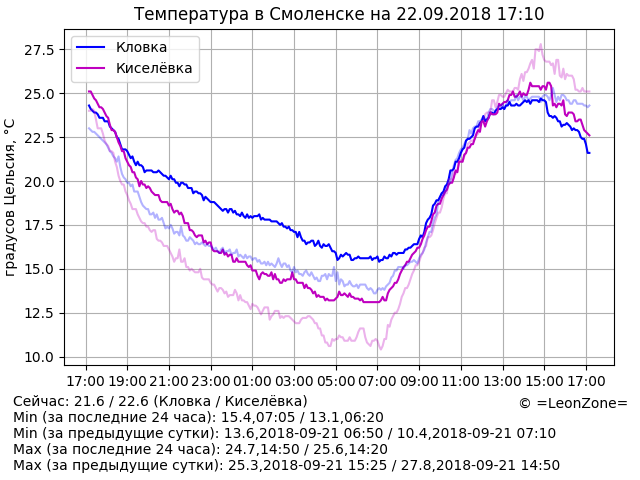 Температура в Смоленске на 22.09.2018 17:10
Кловка
Киселёвка
градусов Цельсия, °C
27.5
25.0
22.5
20.0
17.5
15.0
12.5
10.0
17:00 19:00 21:00 23:00 01:00 03:00 05:00 07:00 09:00 11:00 13:00 15:00 17:00
Сейчас: 21.6 / 22.6 (Кловка / Киселёвка)
© =LeonZone=
Min (за последние 24 часа): 15.4,07:05 / 13.1,06:20
Min (за предыдущие сутки): 13.6,2018-09-21 06:50 / 10.4,2018-09-21 07:10
Max (за последние 24 часа): 24.7,14:50 / 25.6,14:20
Max (за предыдущие сутки): 25.3,2018-09-21 15:25 / 27.8,2018-09-21 14:50